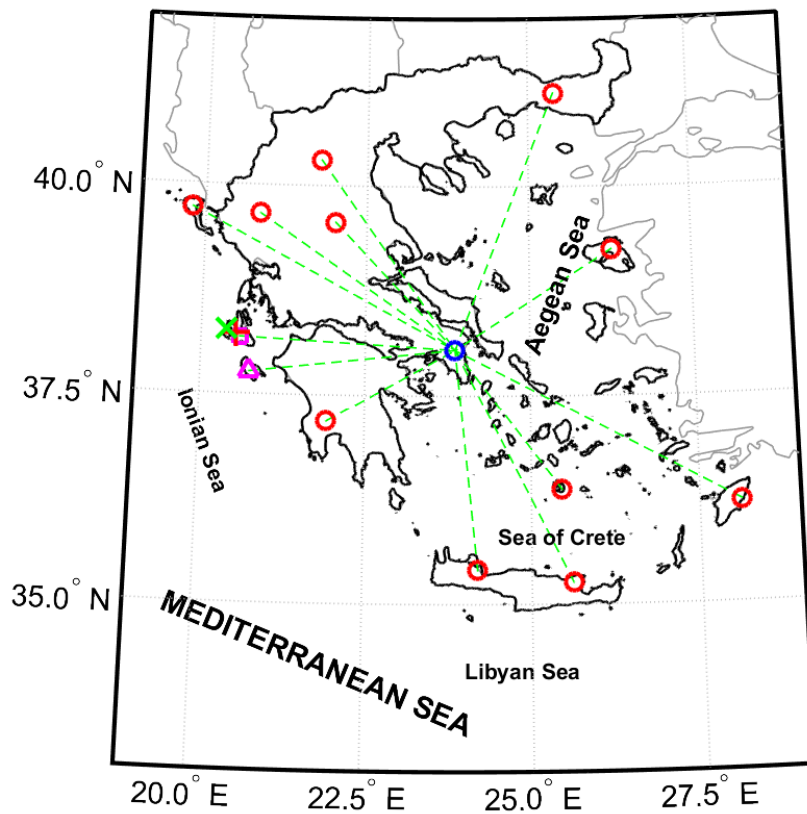 40.0° N
Aegean Sea
37.5° N
Ionian Sea
Sea of Crete
35.0° N
MEDITERRANEAN SEA
Libyan Sea
20.0° E
22.5° E
25.0° E
27.5° E